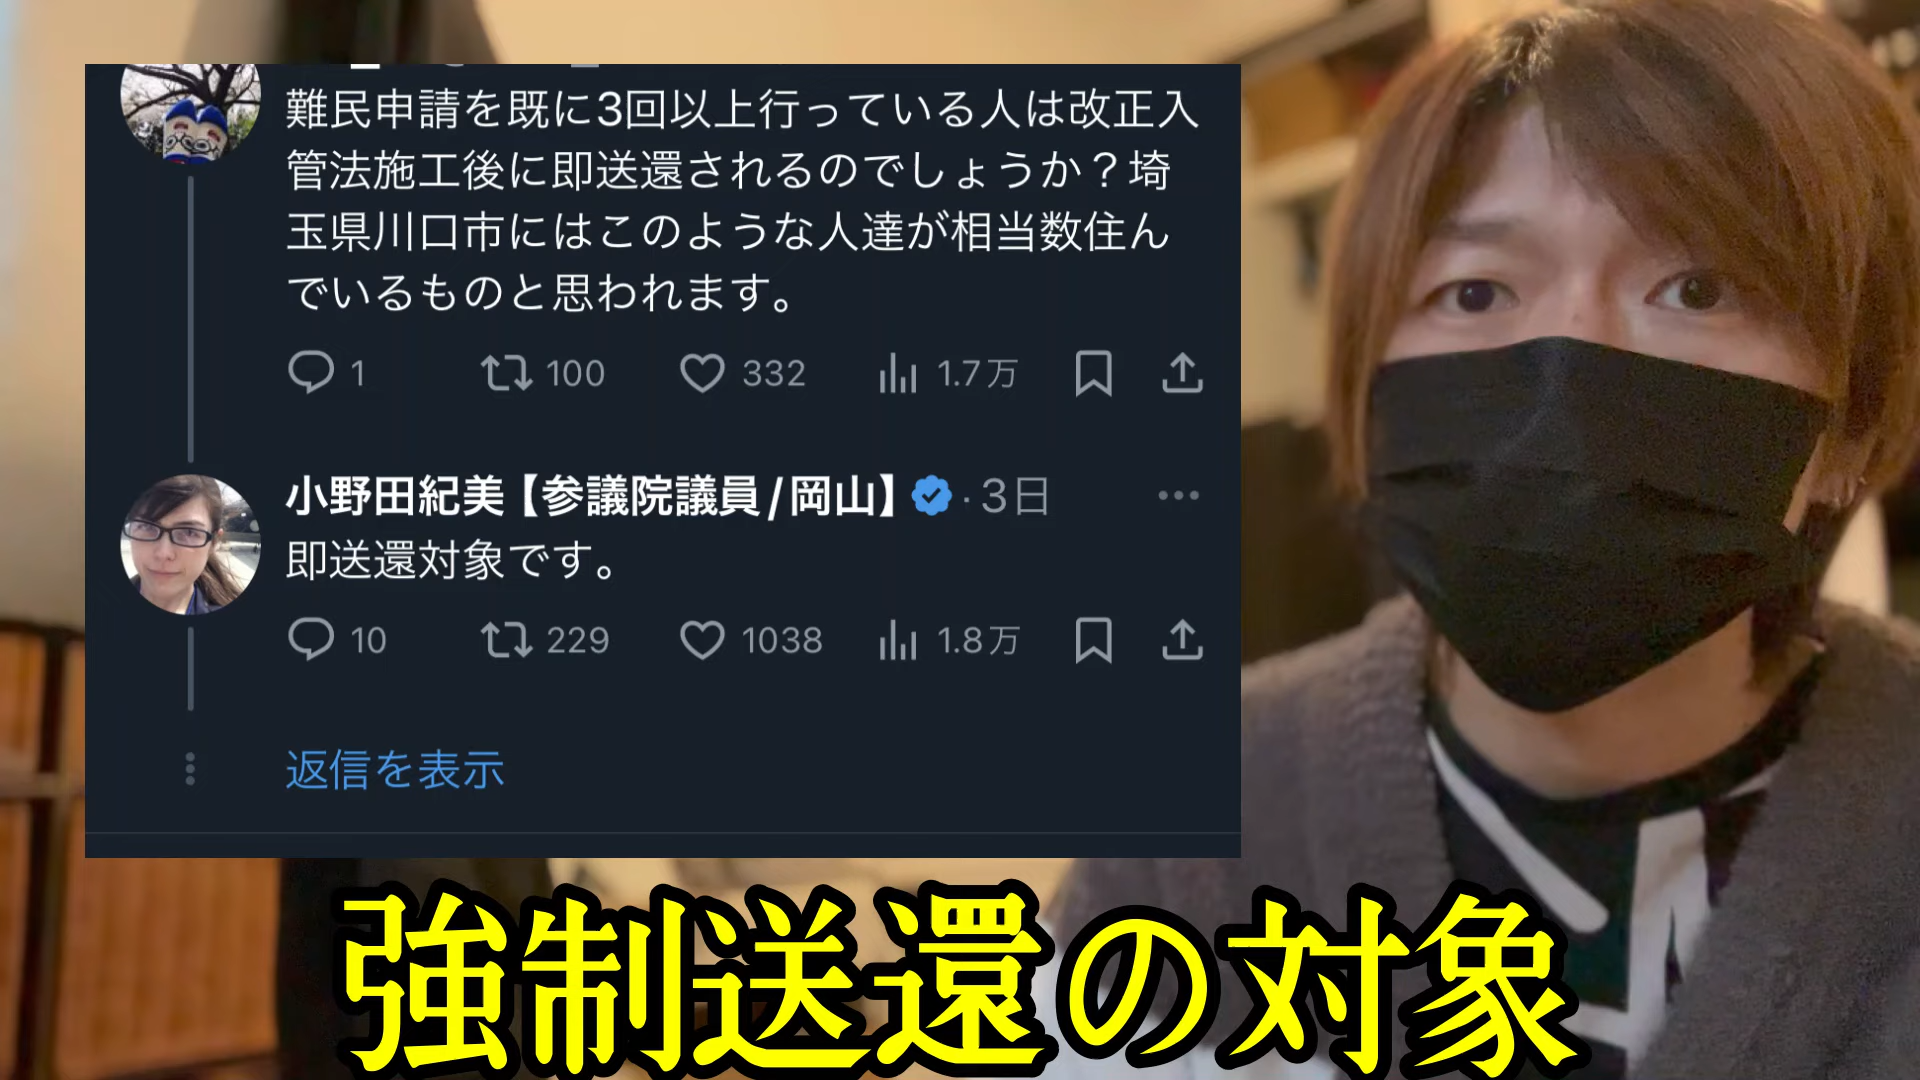 難民申請を既に3回以上行っている人は改正入
管法施工後に即送還されるのでしょうか？埼
玉県川口市にはこのような人達が相当数住ん
でいるものと思われます。
1 100 332 1.7万
小野田紀美【参議院議員/岡山】 · 3日
即送還対象です。
10 229 1038 1.8万
返信を表示
強制送還の対象